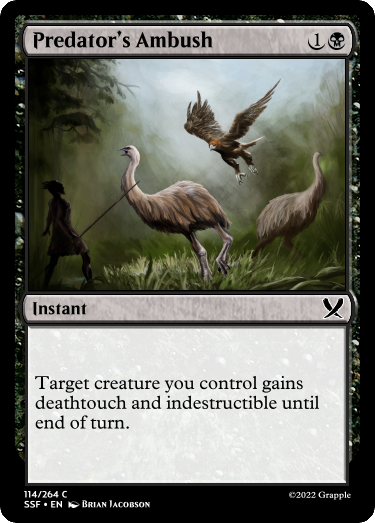 Predator's Ambush 1
Instant
Target creature you control gains
deathtouch and indestructible until
end of turn.
114/264 C
SSF • EN Brian Jacobson
©2022 Grapple